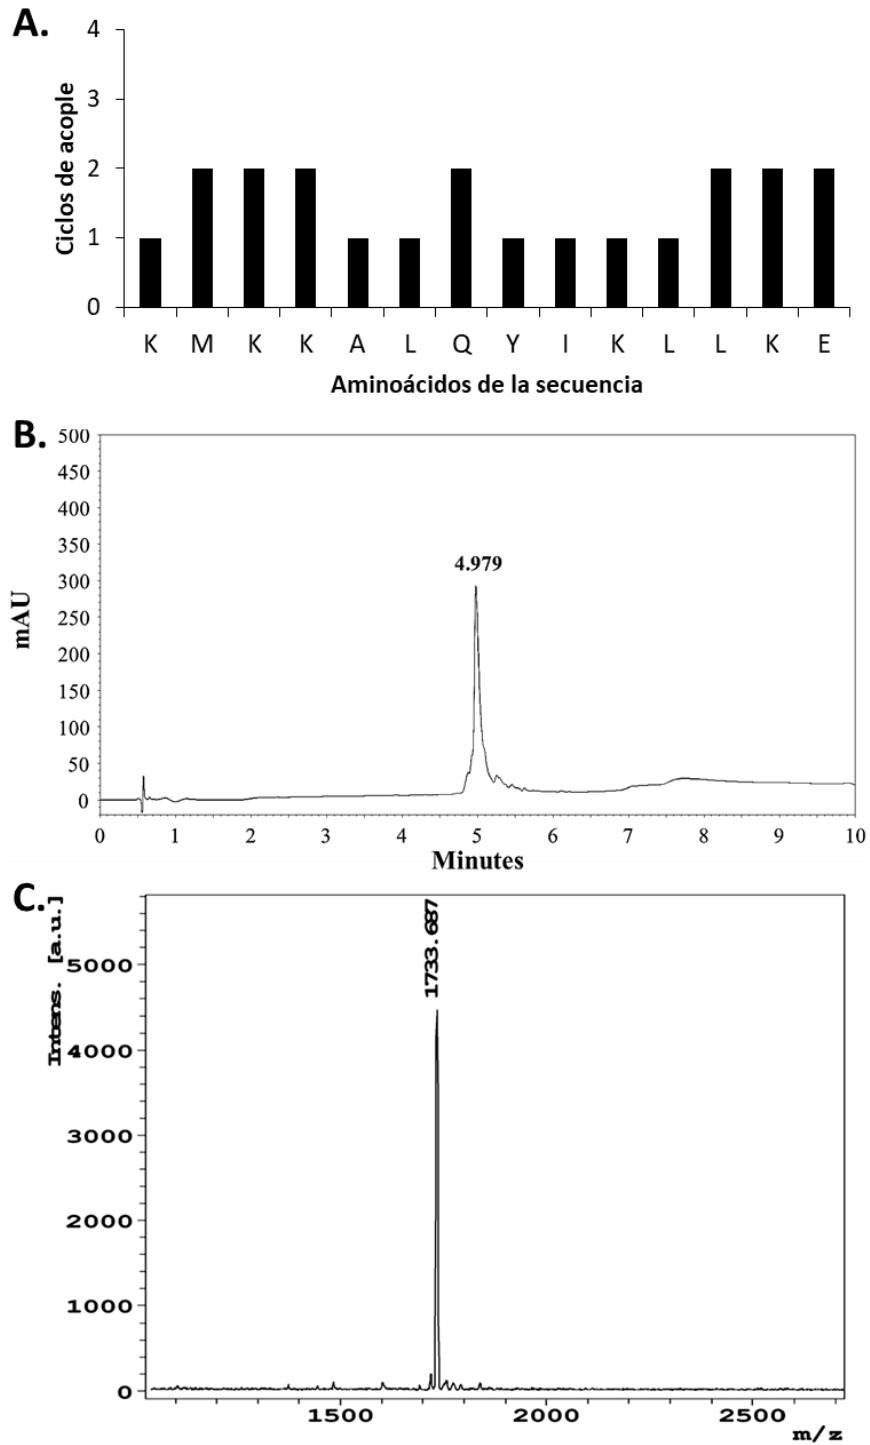 A.
4
3
2
1
0
Ciclos de acople
K M K K A L Q Y I K L L K E
Aminoácidos de la secuencia
B.
500
450
400
350
300
250
200
150
100
50
0
mAU
4.979
0 1 2 3 4 5 6 7 8 9 10
Minutes
C.
Intens. [a.u.]
5000
4000
3000
2000
1000
0
1733.687
1500 2000 2500
m/z